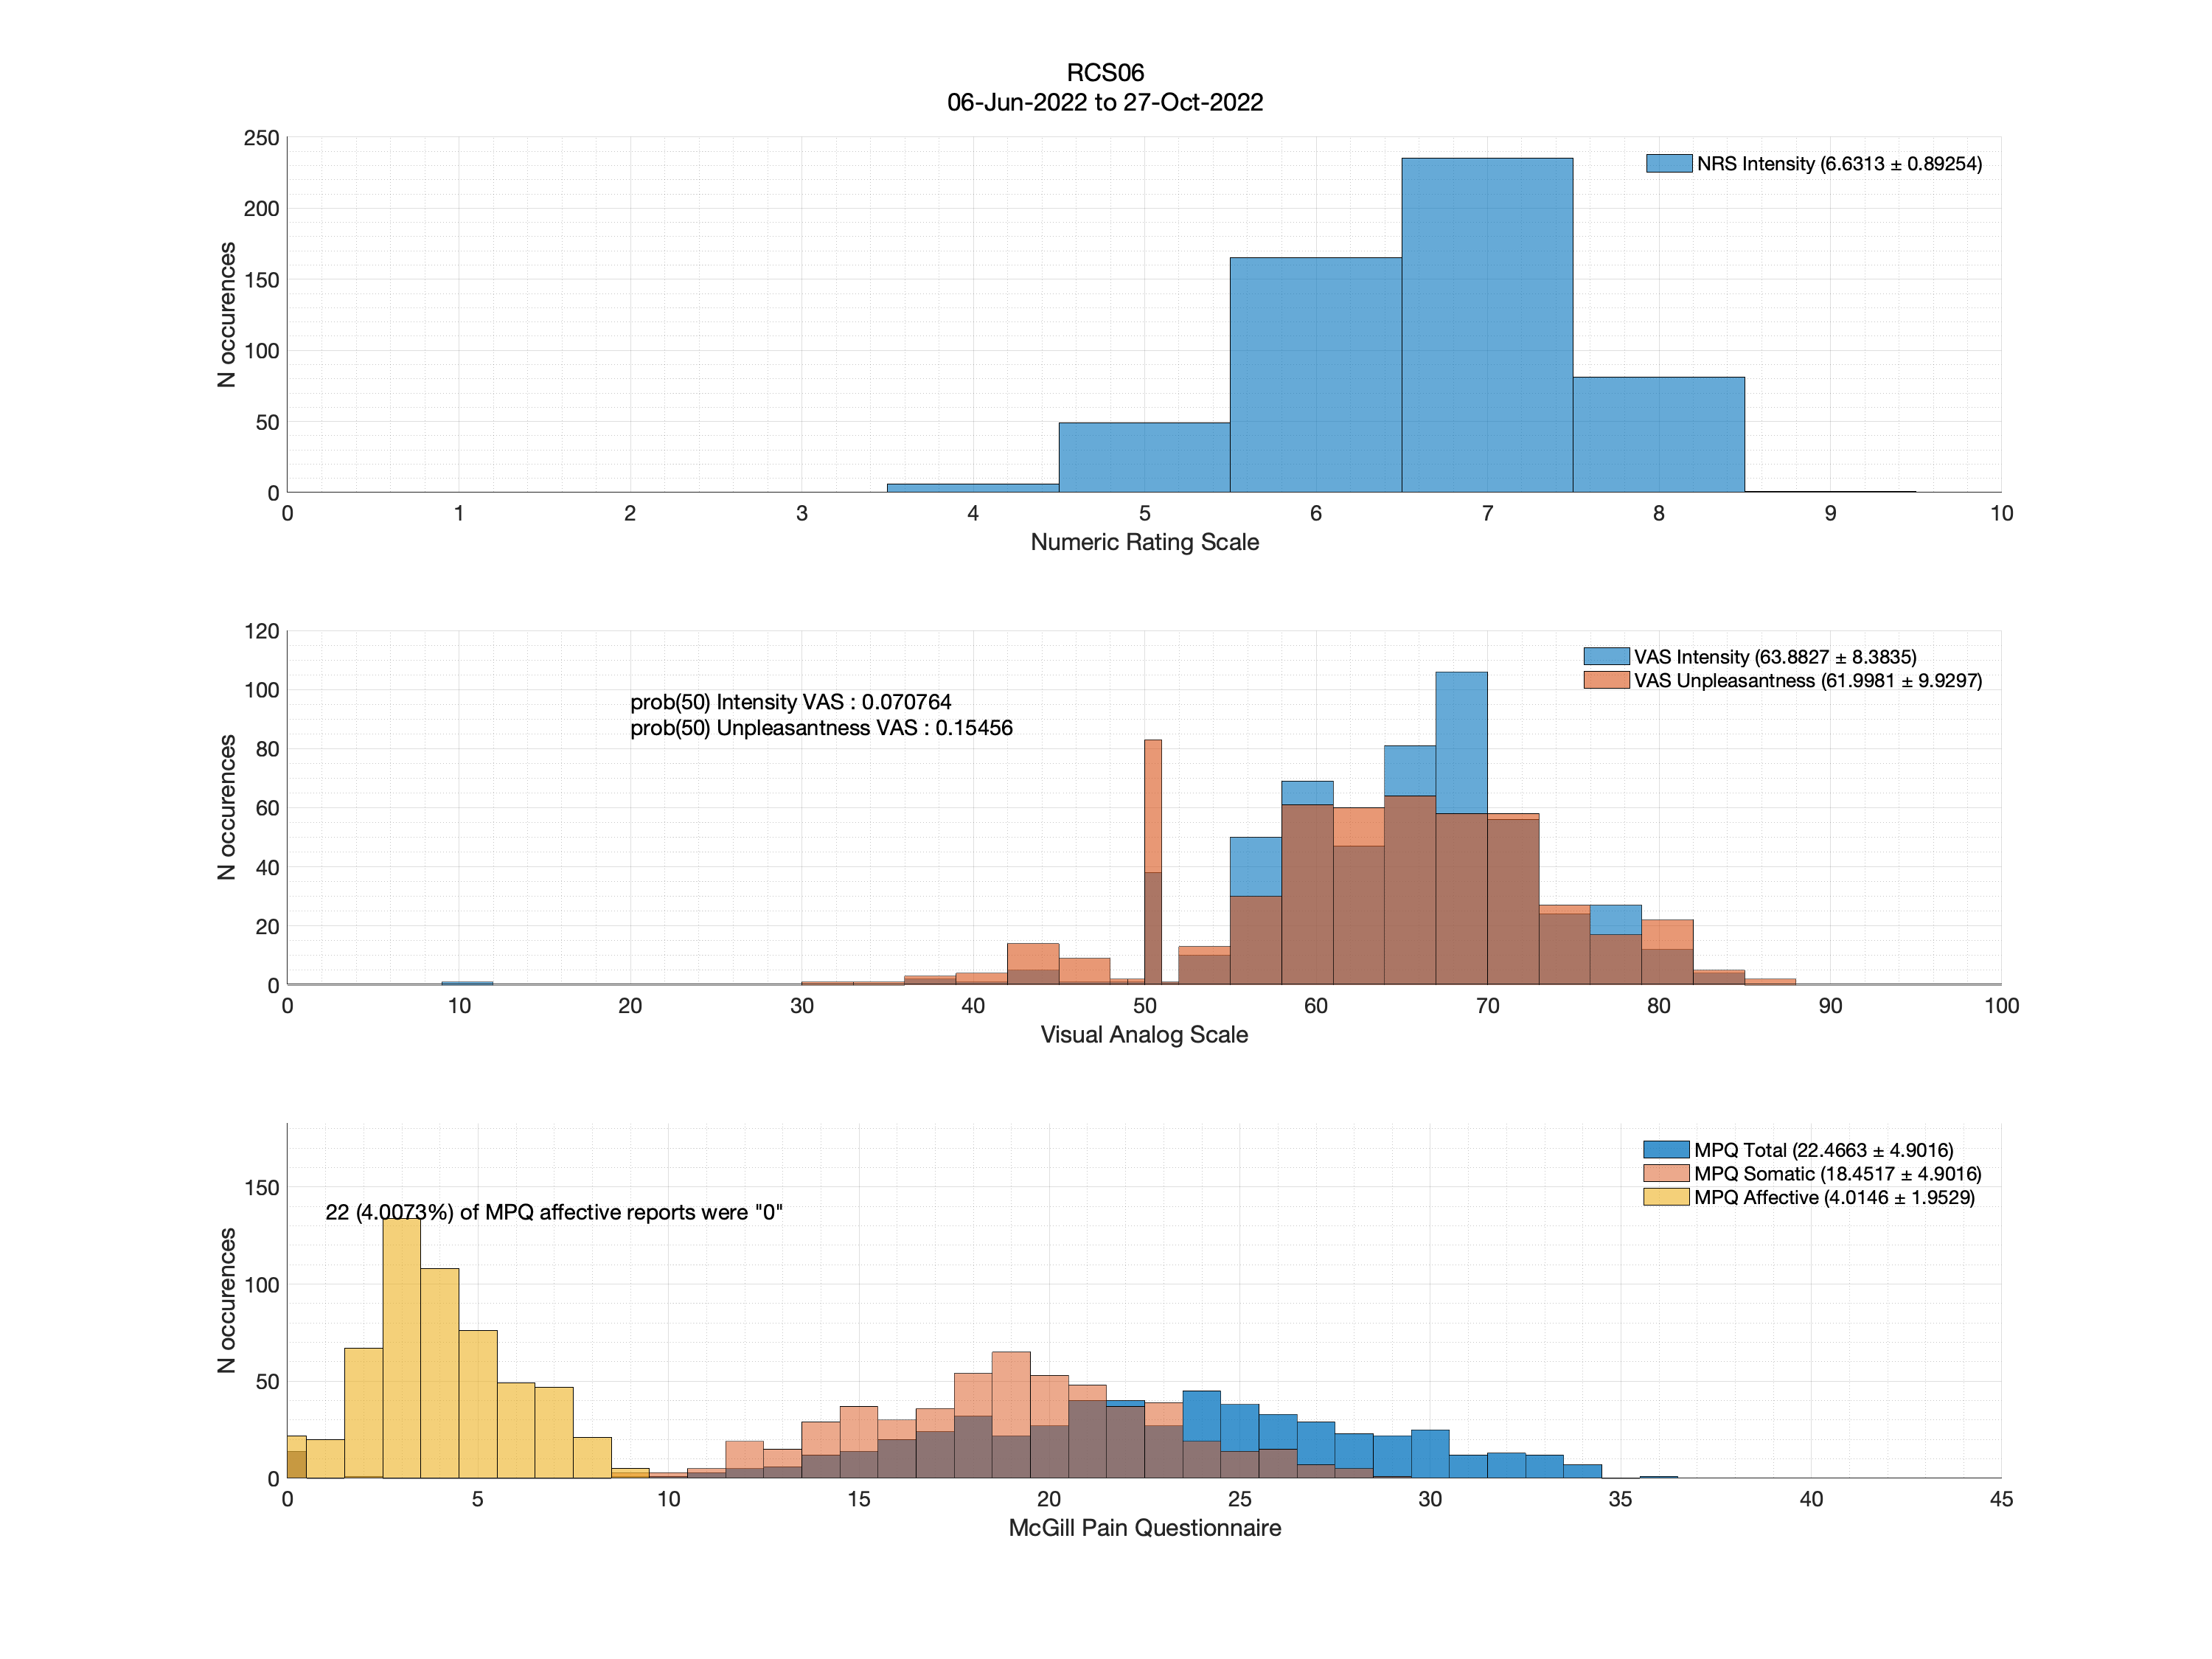 RCS06
06-Jun-2022 to 27-Oct-2022
250
200
150
100
50
0
N occurences
NRS Intensity (6.6313 ± 0.89254)
0 1 2 3 4 5 6 7 8 9 10
Numeric Rating Scale
120
100
80
60
40
20
0
N occurences
prob(50) Intensity VAS : 0.070764
prob(50) Unpleasantness VAS : 0.15456
VAS Intensity (63.8827 ± 8.3835)
VAS Unpleasantness (61.9981 ± 9.9297)
0 10 20 30 40 50 60 70 80 90 100
Visual Analog Scale
150
100
50
0
N occurences
22 (4.0073%) of MPQ affective reports were "0"
MPQ Total (22.4663 ± 4.9016)
MPQ Somatic (18.4517 ± 4.9016)
MPQ Affective (4.0146 ± 1.9529)
0 5 10 15 20 25 30 35 40 45
McGill Pain Questionnaire